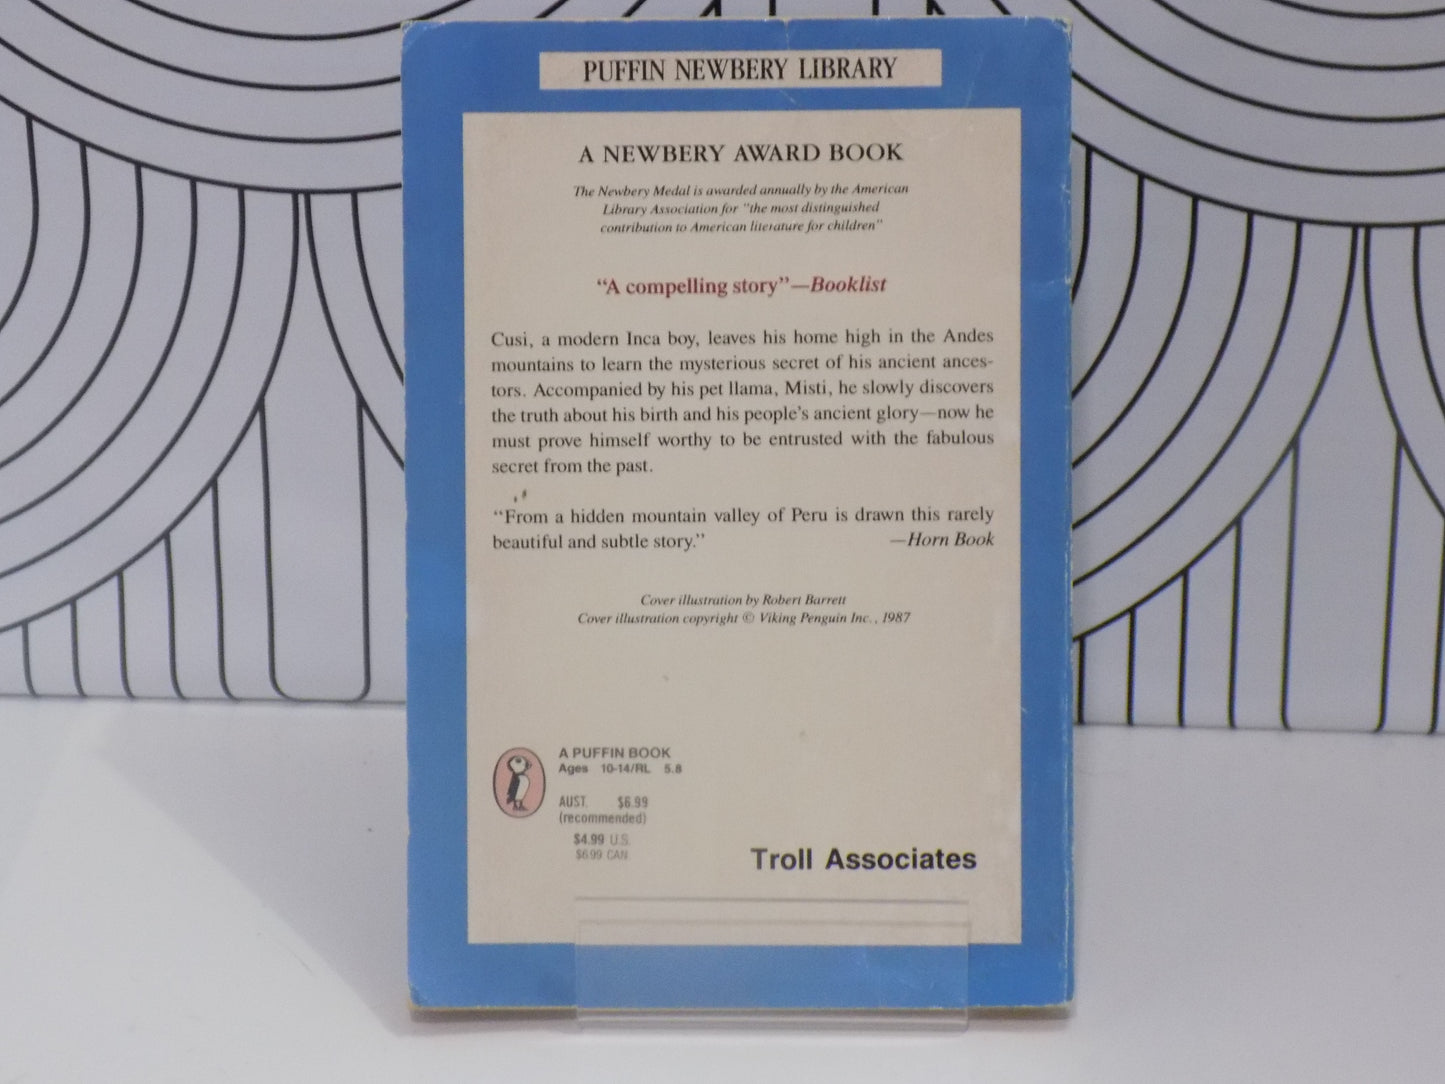 PUFFIN NEWBERY LIBRARY
A NEWBERY AWARD BOOK
The Newbery Medal is awarded annually by the American
Library Association for "the most distinguished
contribution to American literature for children"
“A compelling story”—Booklist
Cusi, a modern Inca boy, leaves his home high in the Andes
mountains to learn the mysterious secret of his ancient ances-
tors. Accompanied by his pet llama, Misti, he slowly discovers
the truth about his birth and his people’s ancient glory—now he
must prove himself worthy to be entrusted with the fabulous
secret from the past.
“From a hidden mountain valley of Peru is drawn this rarely
beautiful and subtle story.” —Horn Book
Cover illustration by Robert Barrett
Cover illustration copyright © Viking Penguin Inc., 1987
A PUFFIN BOOK
Ages 10-14/RL 5.8
AUST. $6.99
(recommended)
$4.99 U.S.
$6.99 CAN.
Troll Associates